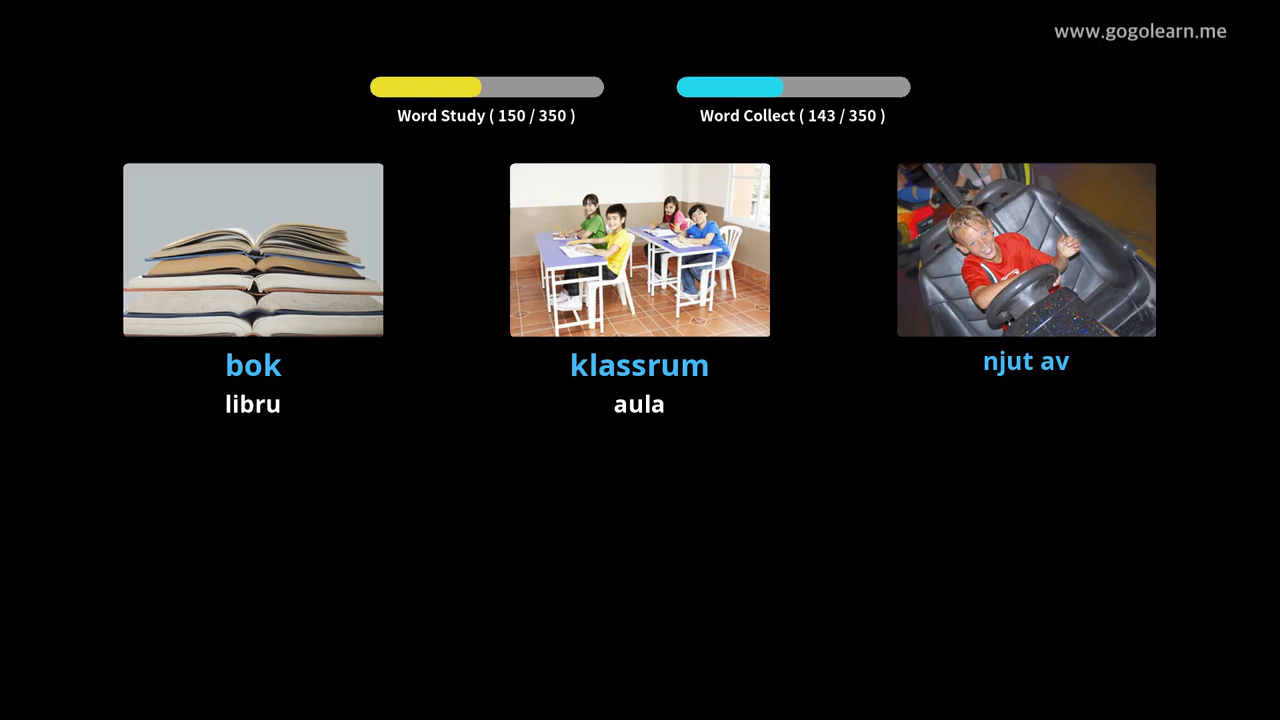 www.gogolearn.me
Word Study ( 150 / 350 )
Word Collect ( 143 / 350 )
bok
klassrum
njut av
libru
aula